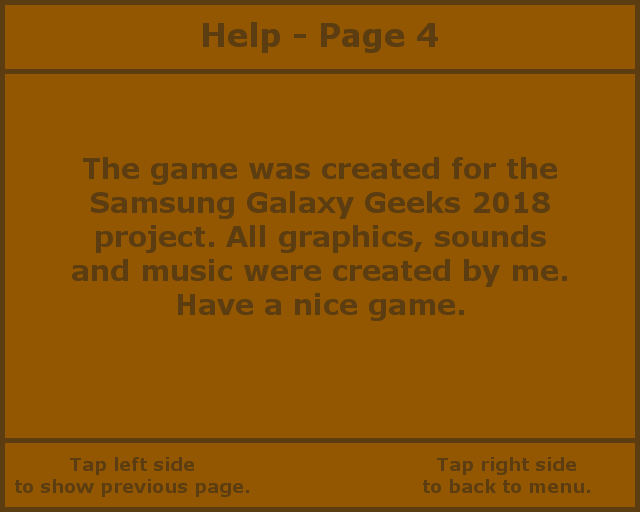 Help - Page 4
The game was created for the
Samsung Galaxy Geeks 2018
project. All graphics, sounds
and music were created by me.
Have a nice game.
Tap left side
to show previous page.
Tap right side
to back to menu.